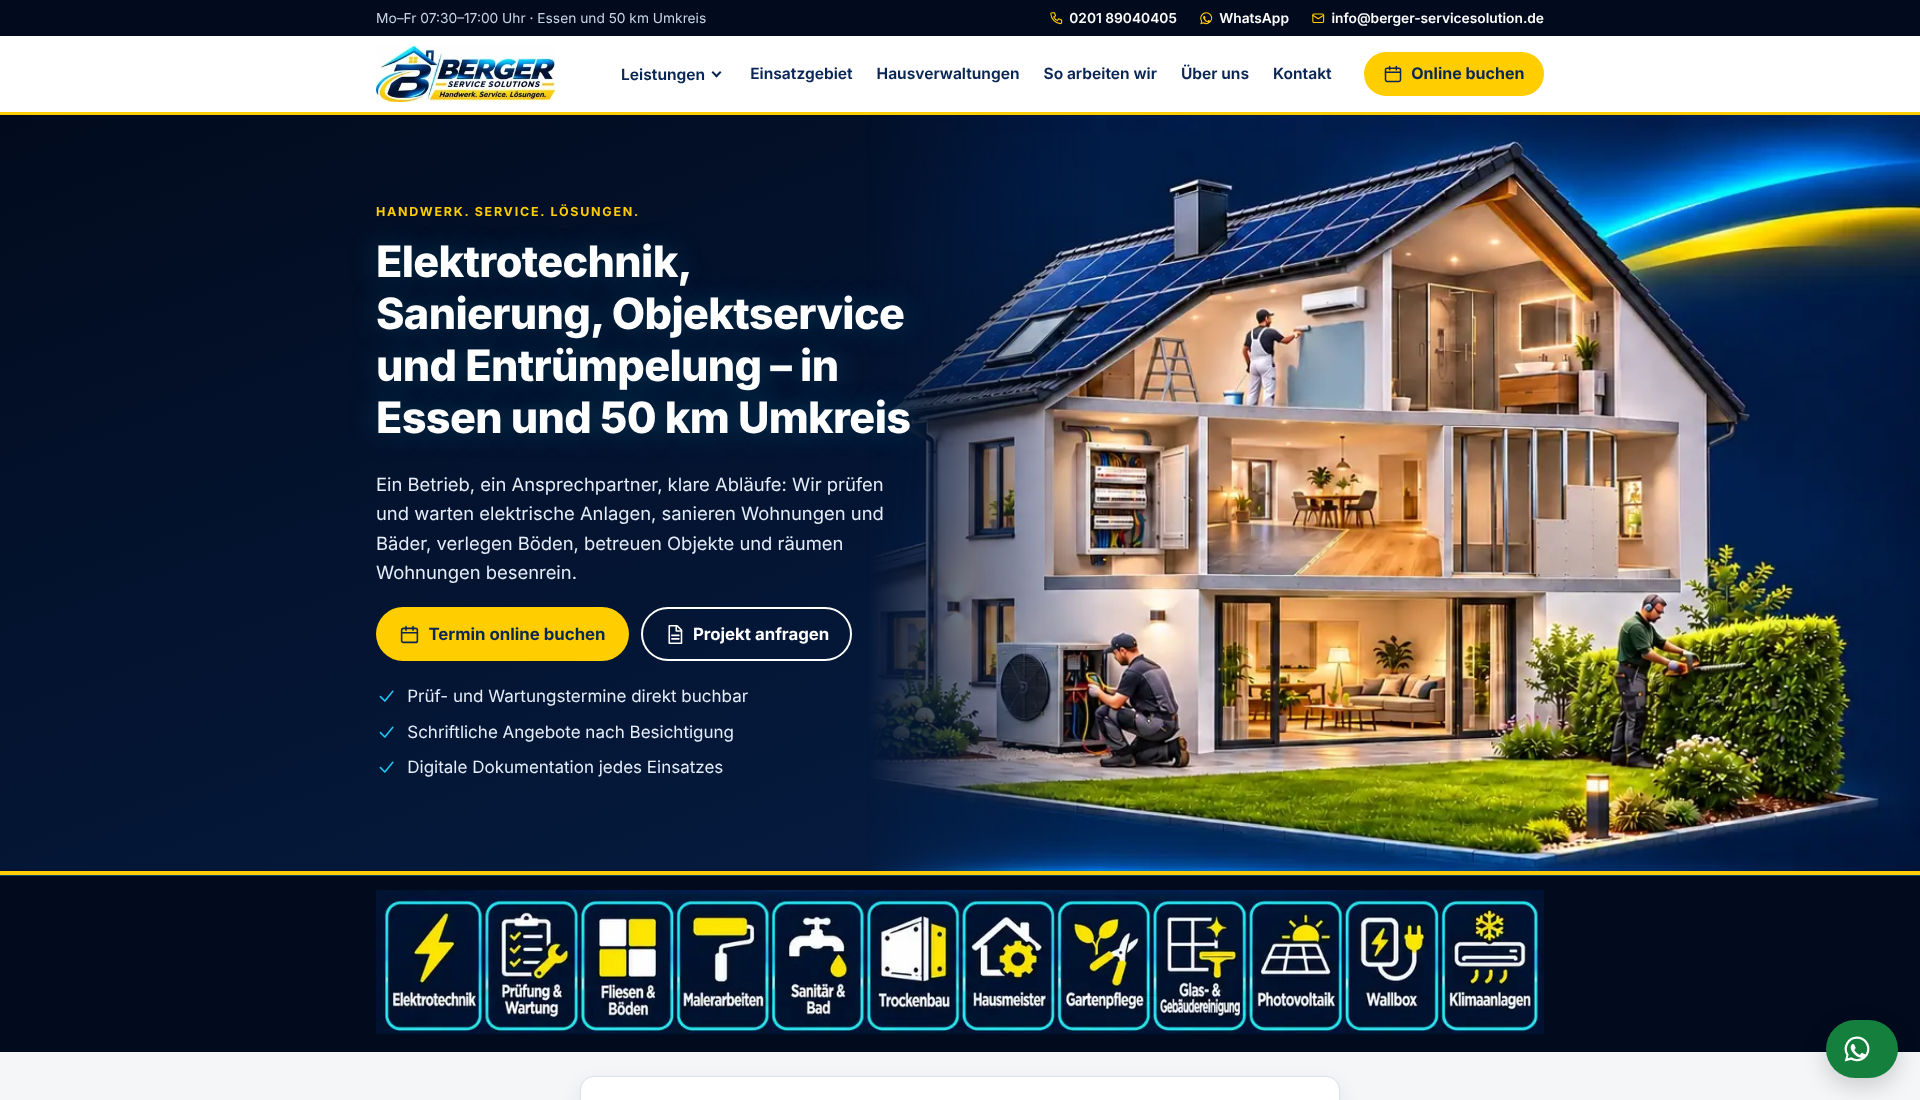 Mo–Fr 07:30–17:00 Uhr · Essen und 50 km Umkreis
0201 89040405
WhatsApp
info@berger-servicesolution.de
BERGER
SERVICE SOLUTIONS
Handwerk. Service. Lösungen.
Leistungen
Einsatzgebiet
Hausverwaltungen
So arbeiten wir
Über uns
Kontakt
Online buchen
HANDWERK. SERVICE. LÖSUNGEN.
Elektrotechnik,
Sanierung, Objektservice
und Entrümpelung – in
Essen und 50 km Umkreis
Ein Betrieb, ein Ansprechpartner, klare Abläufe: Wir prüfen
und warten elektrische Anlagen, sanieren Wohnungen und
Bäder, verlegen Böden, betreuen Objekte und räumen
Wohnungen besenrein.
Termin online buchen
Projekt anfragen
Prüf- und Wartungstermine direkt buchbar
Schriftliche Angebote nach Besichtigung
Digitale Dokumentation jedes Einsatzes
Elektrotechnik
Prüfung &
Wartung
Fliesen &
Böden
Malerarbeiten
Sanitär &
Bad
Trockenbau
Hausmeister
Gartenpflege
Glas- &
Gebäudereinigung
Photovoltaik
Wallbox
Klimaanlagen